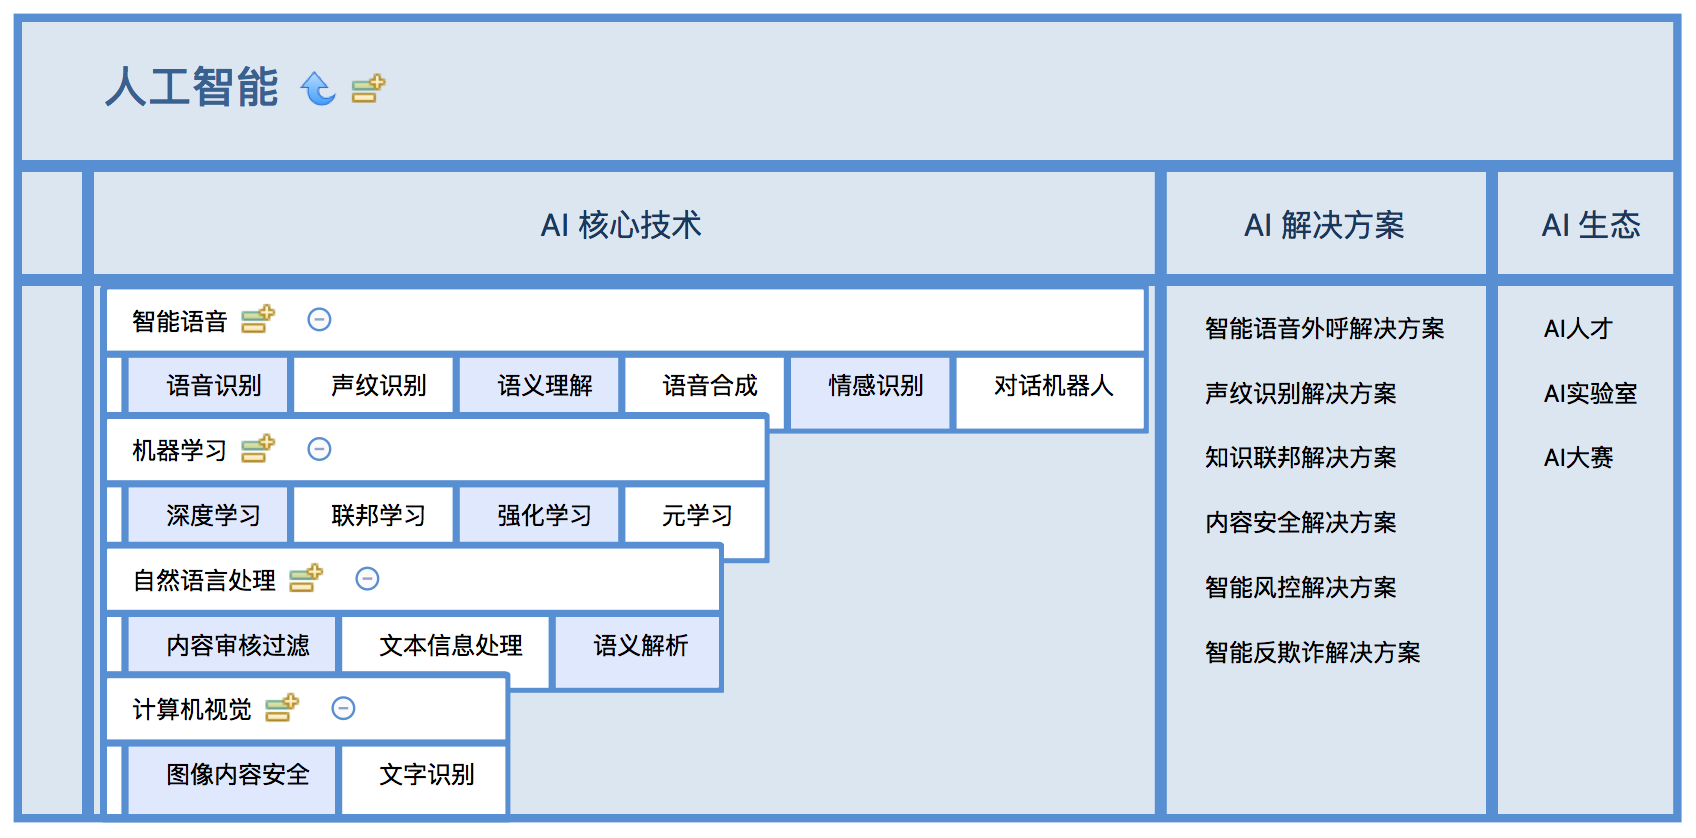 人工智能
AI 核心技术
AI 解决方案
AI 生态
智能语音
语音识别
声纹识别
语义理解
语音合成
情感识别
对话机器人
机器学习
深度学习
联邦学习
强化学习
元学习
自然语言处理
内容审核过滤
文本信息处理
语义解析
计算机视觉
图像内容安全
文字识别
智能语音外呼解决方案
声纹识别解决方案
知识联邦解决方案
内容安全解决方案
智能风控解决方案
智能反欺诈解决方案
AI人才
AI实验室
AI大赛